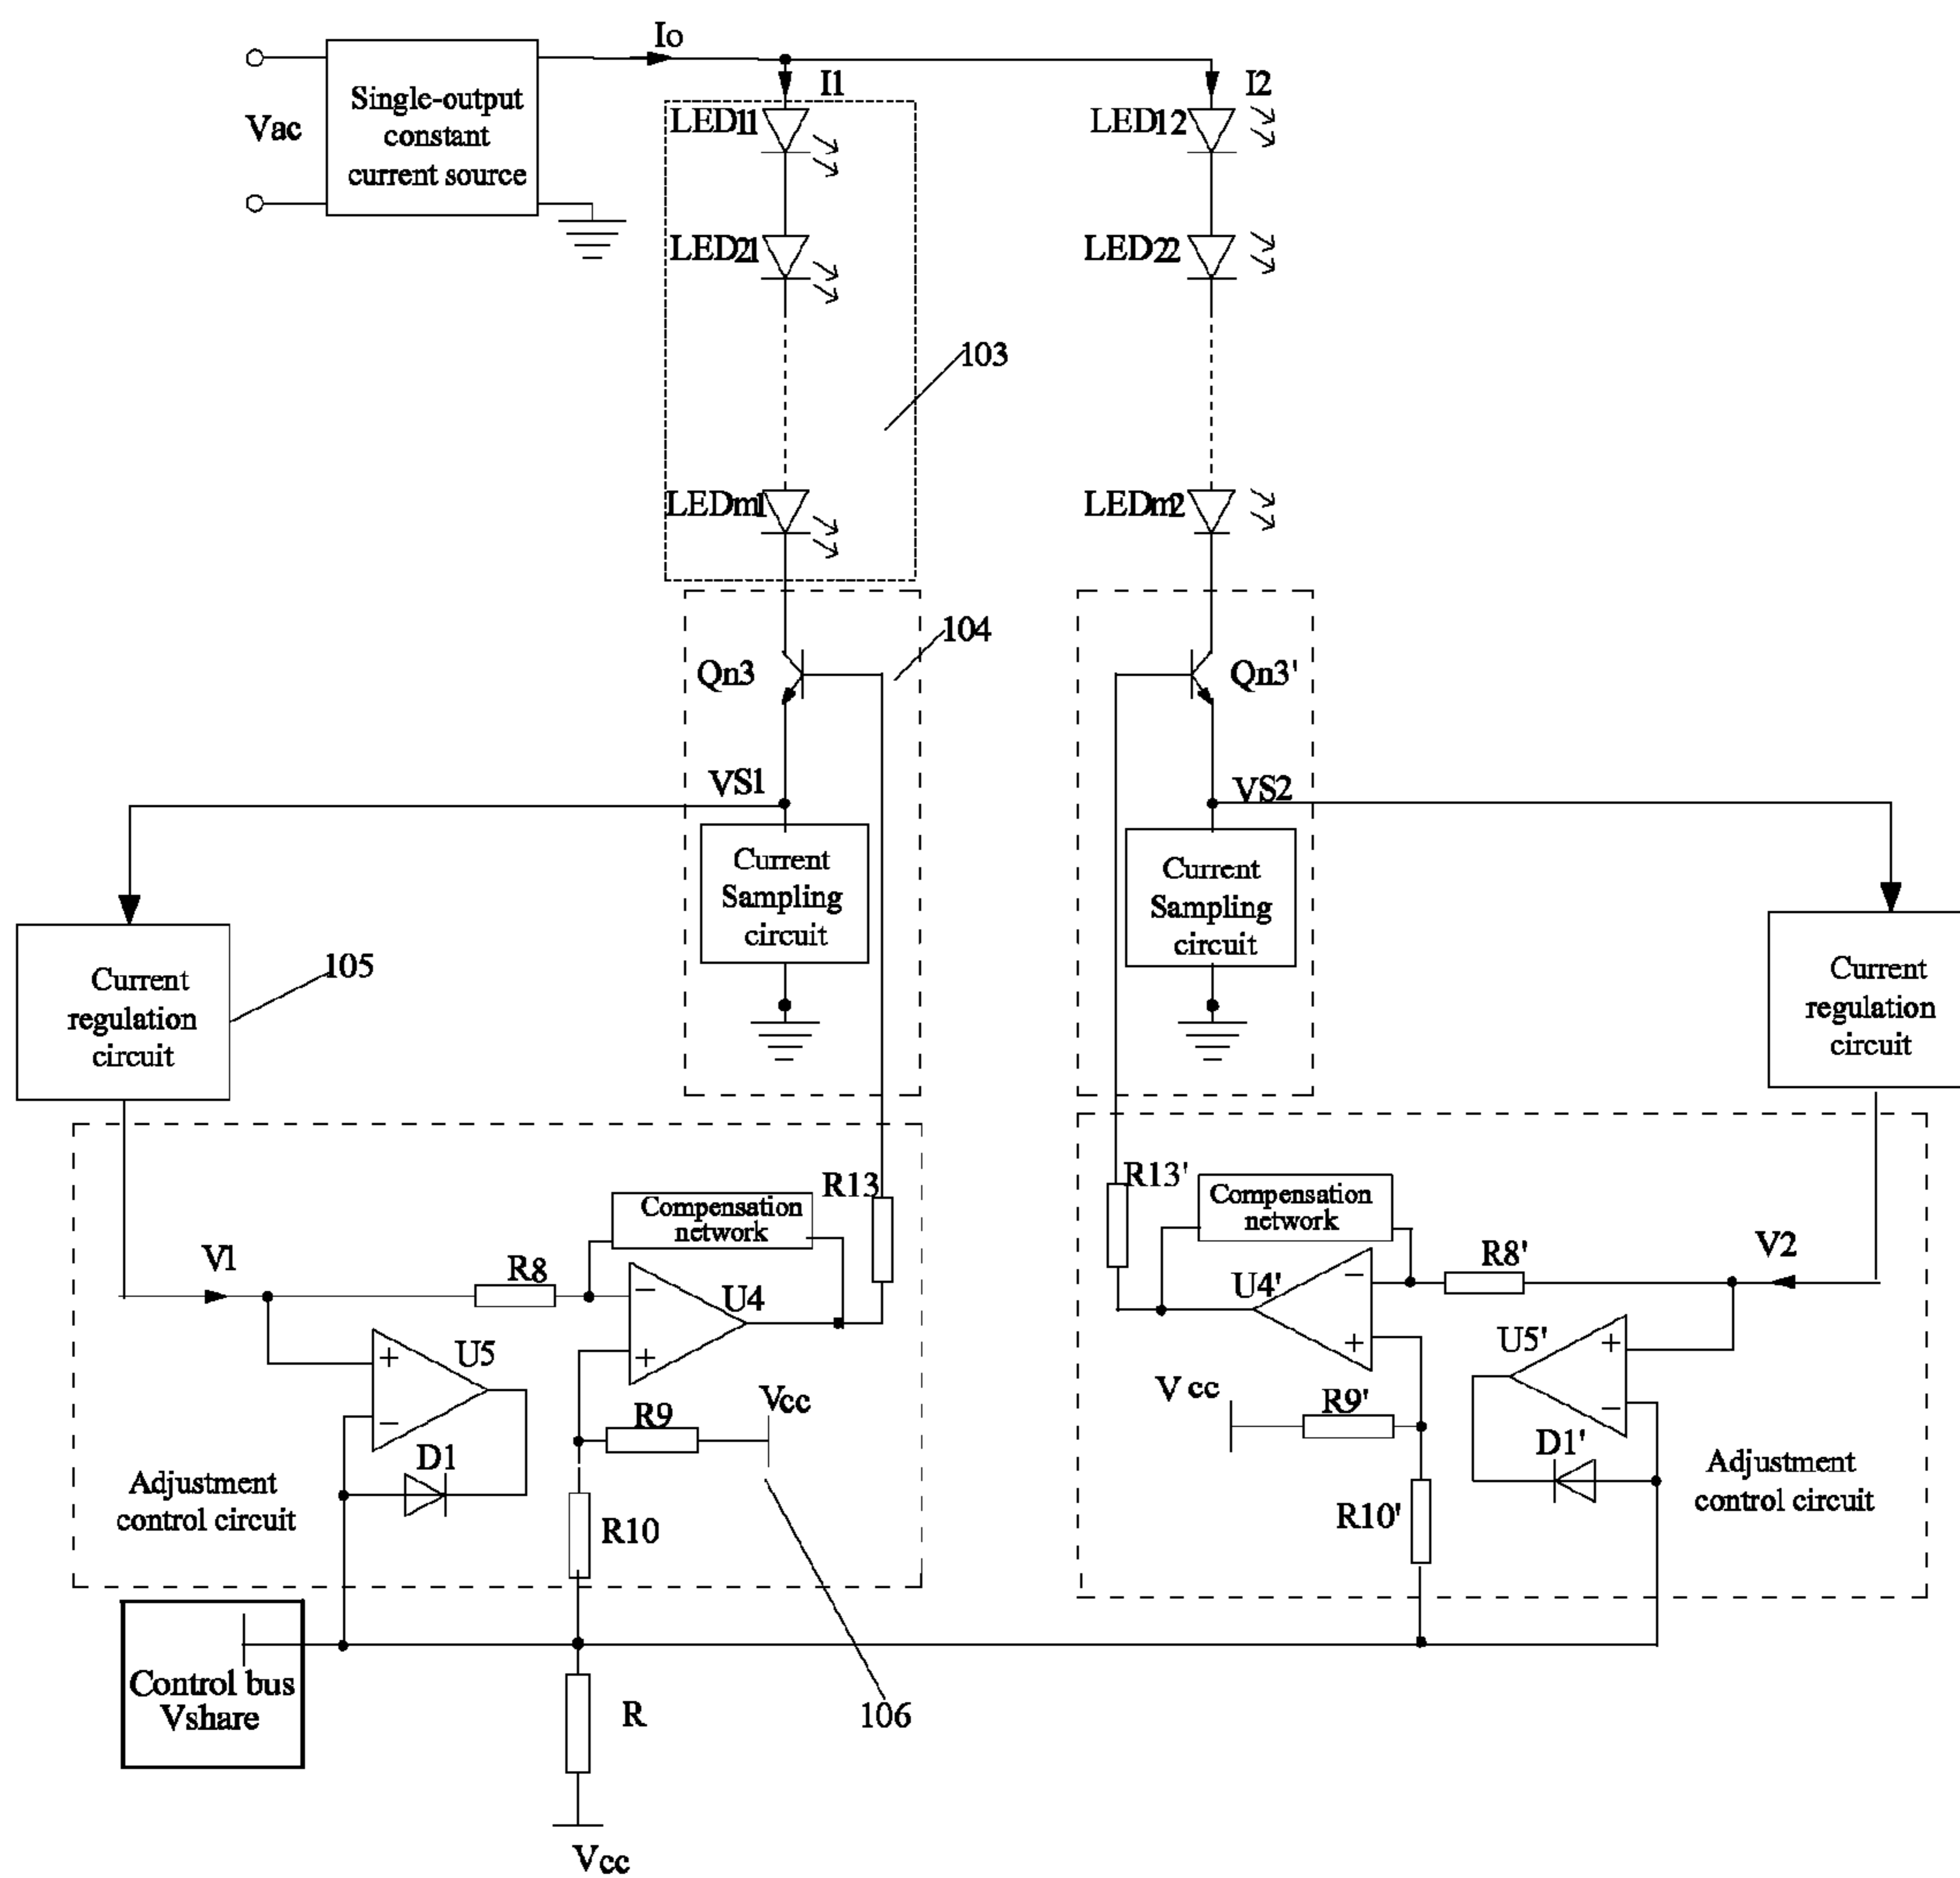 Io
I1
I2
Vac
Single-output
constant
current source
LED11
LED12
LED21
LED22
103
LEDm1
LEDm2
104
Qn3
Qn3'
VS1
VS2
Current
Sampling
circuit
Current
Sampling
circuit
Current
regulation
circuit
105
Current
regulation
circuit
R13
R13'
Compensation
network
Compensation
network
V1
R8
U4
U4'
R8'
V2
+
−
U5
−
+
−
+
U5'
+
−
R9
Vcc
Vcc
R9'
D1
D1'
Adjustment
control circuit
R10
R10'
Adjustment
control circuit
Control bus
Vshare
R
106
Vcc